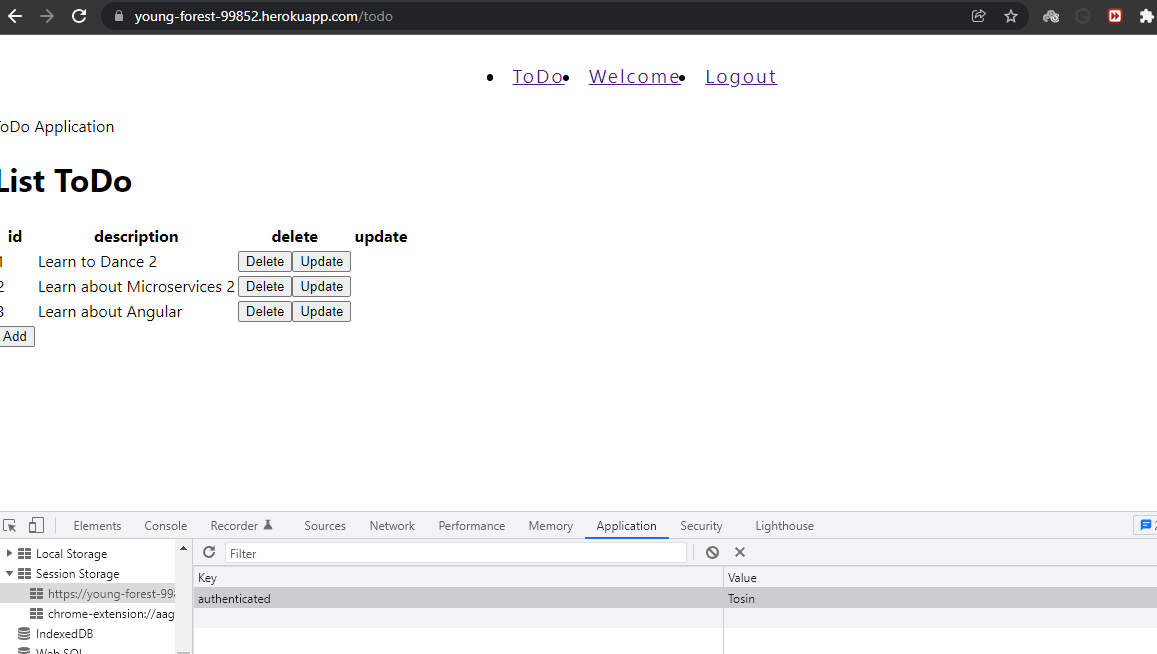 young-forest-99852.herokuapp.com/todo
ToDo Welcome Logout
oDo Application
List ToDo
id description delete update
1 Learn to Dance 2 Delete Update
2 Learn about Microservices 2 Delete Update
3 Learn about Angular Delete Update
Add
Elements Console Recorder Sources Network Performance Memory Application Security Lighthouse 2
Local Storage Filter
Session Storage Key Value
https://young-forest-998 authenticated Tosin
chrome-extension://aag
IndexedDB
Web SQL